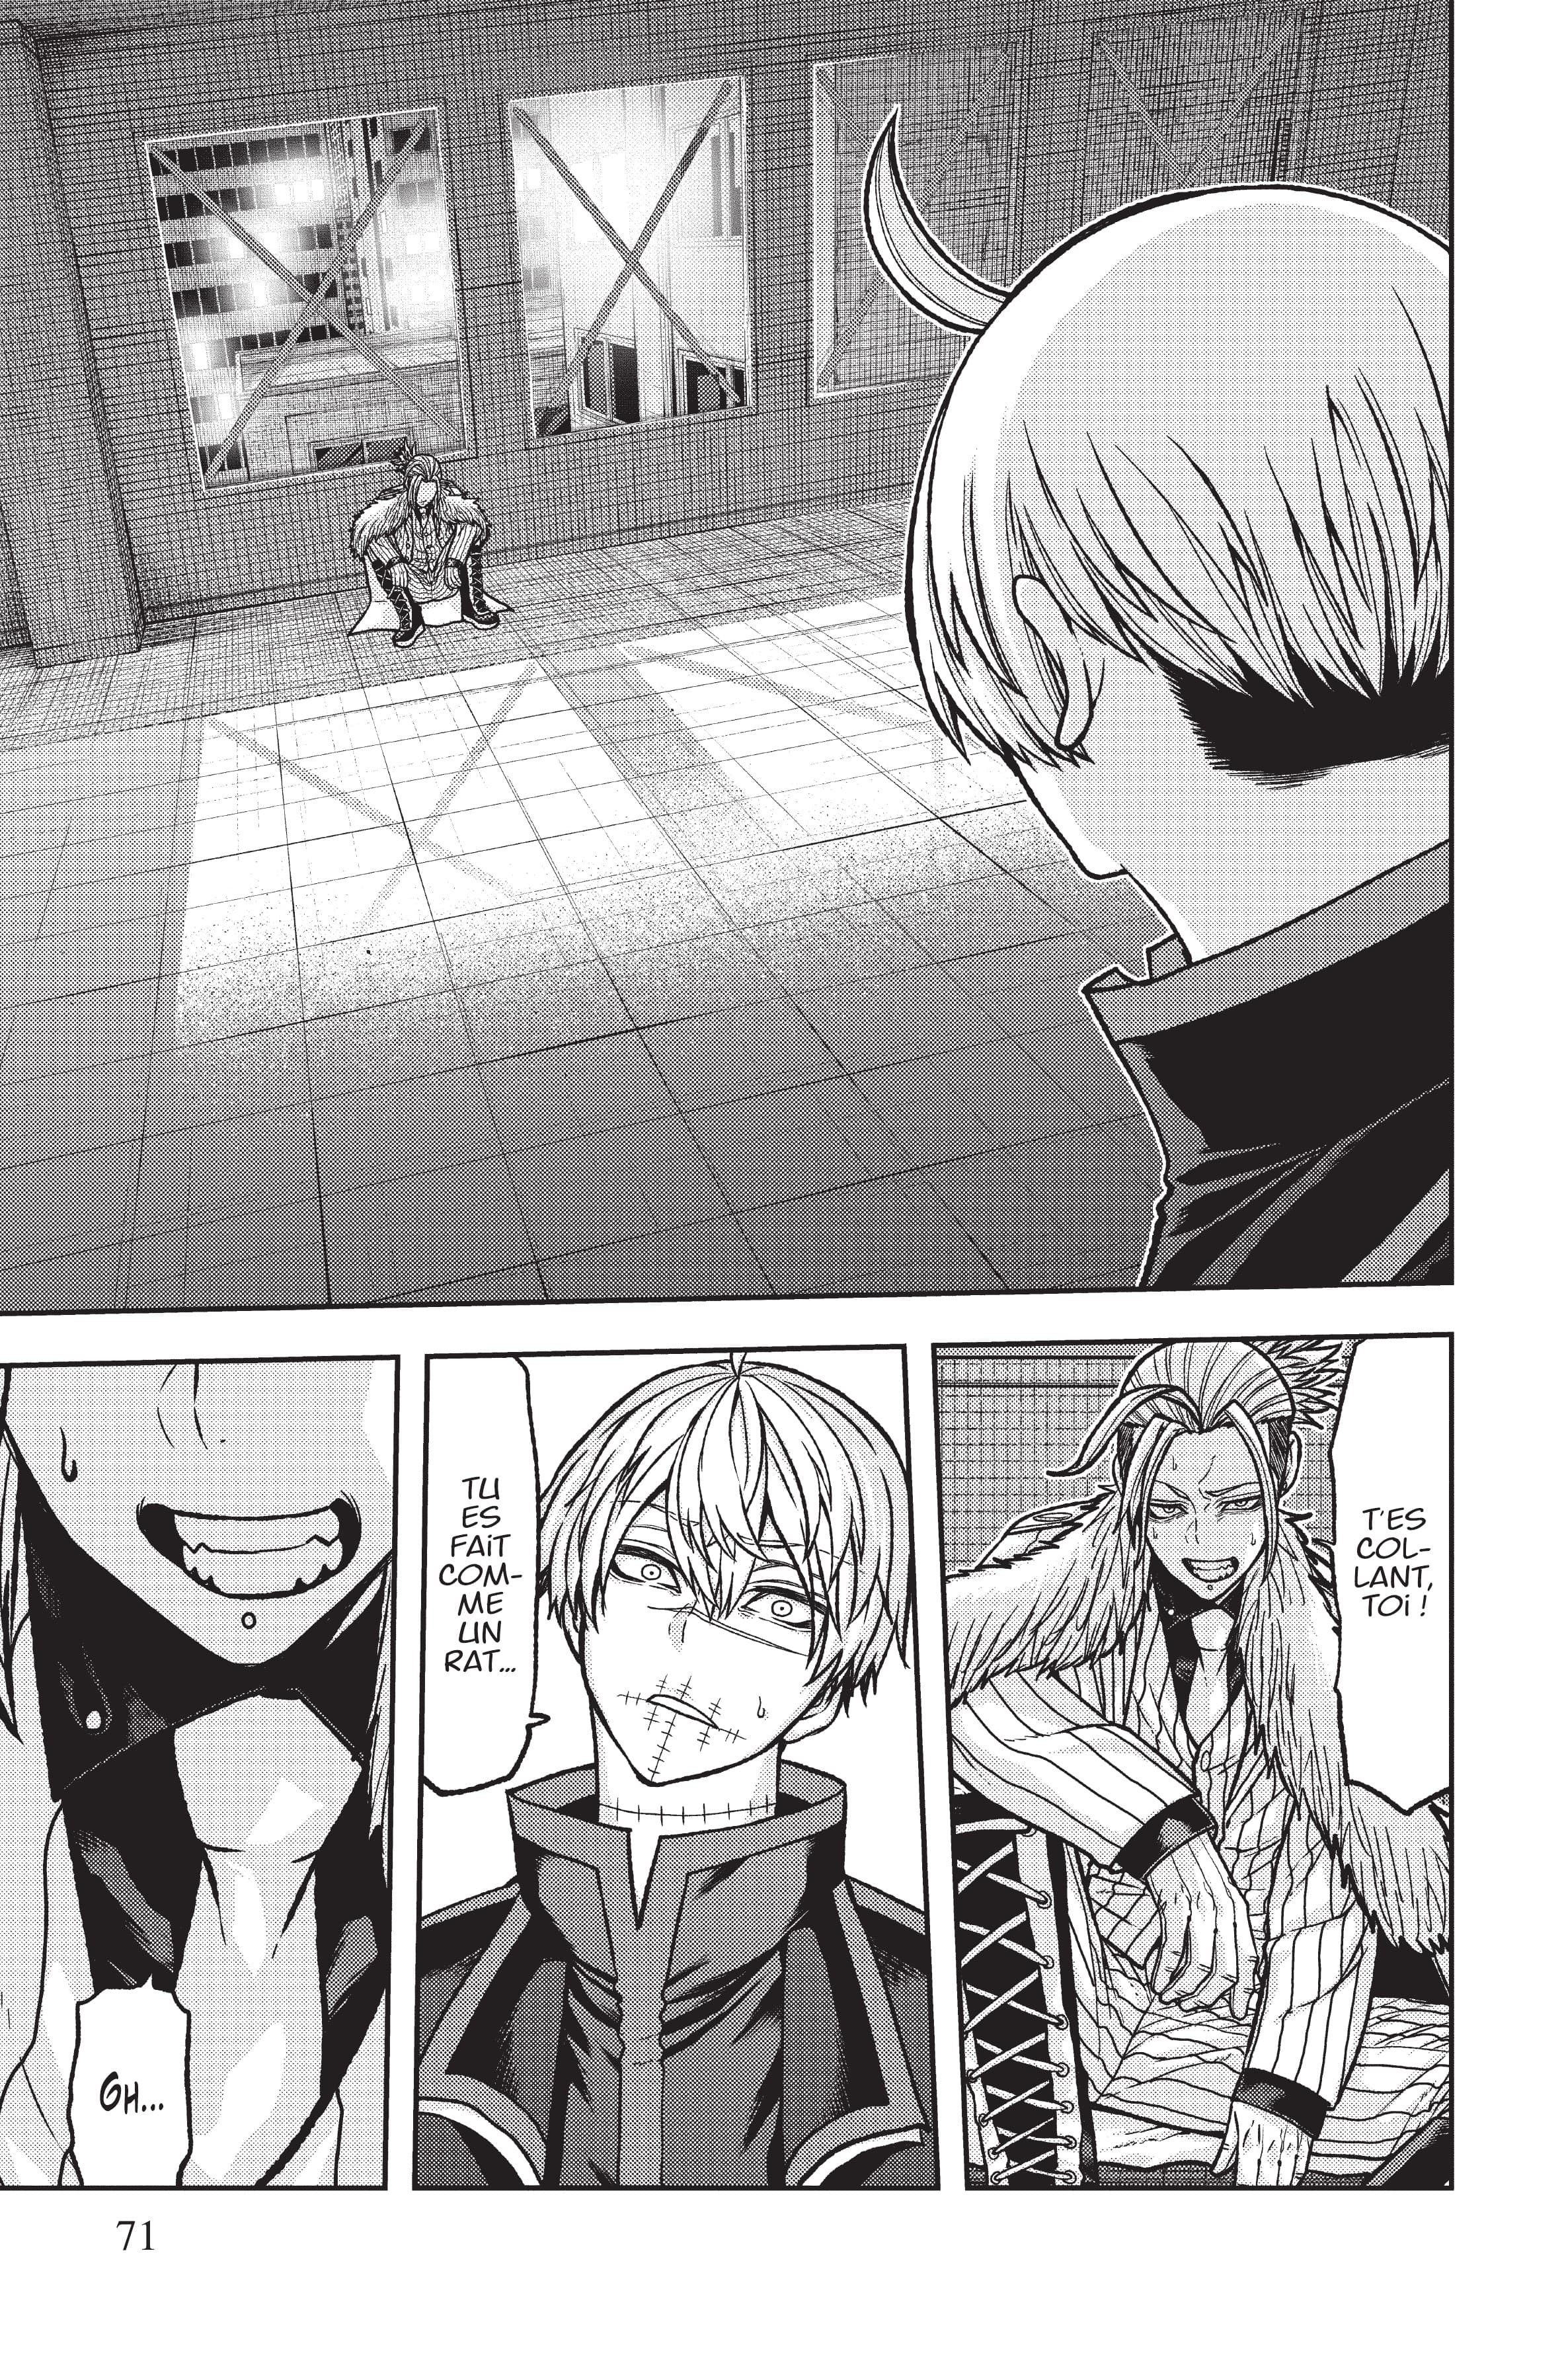 T'ES
COL-
LANT,
TOi !
TU
ES
FAiT
COM-
ME
UN
RAT...
GH...
71